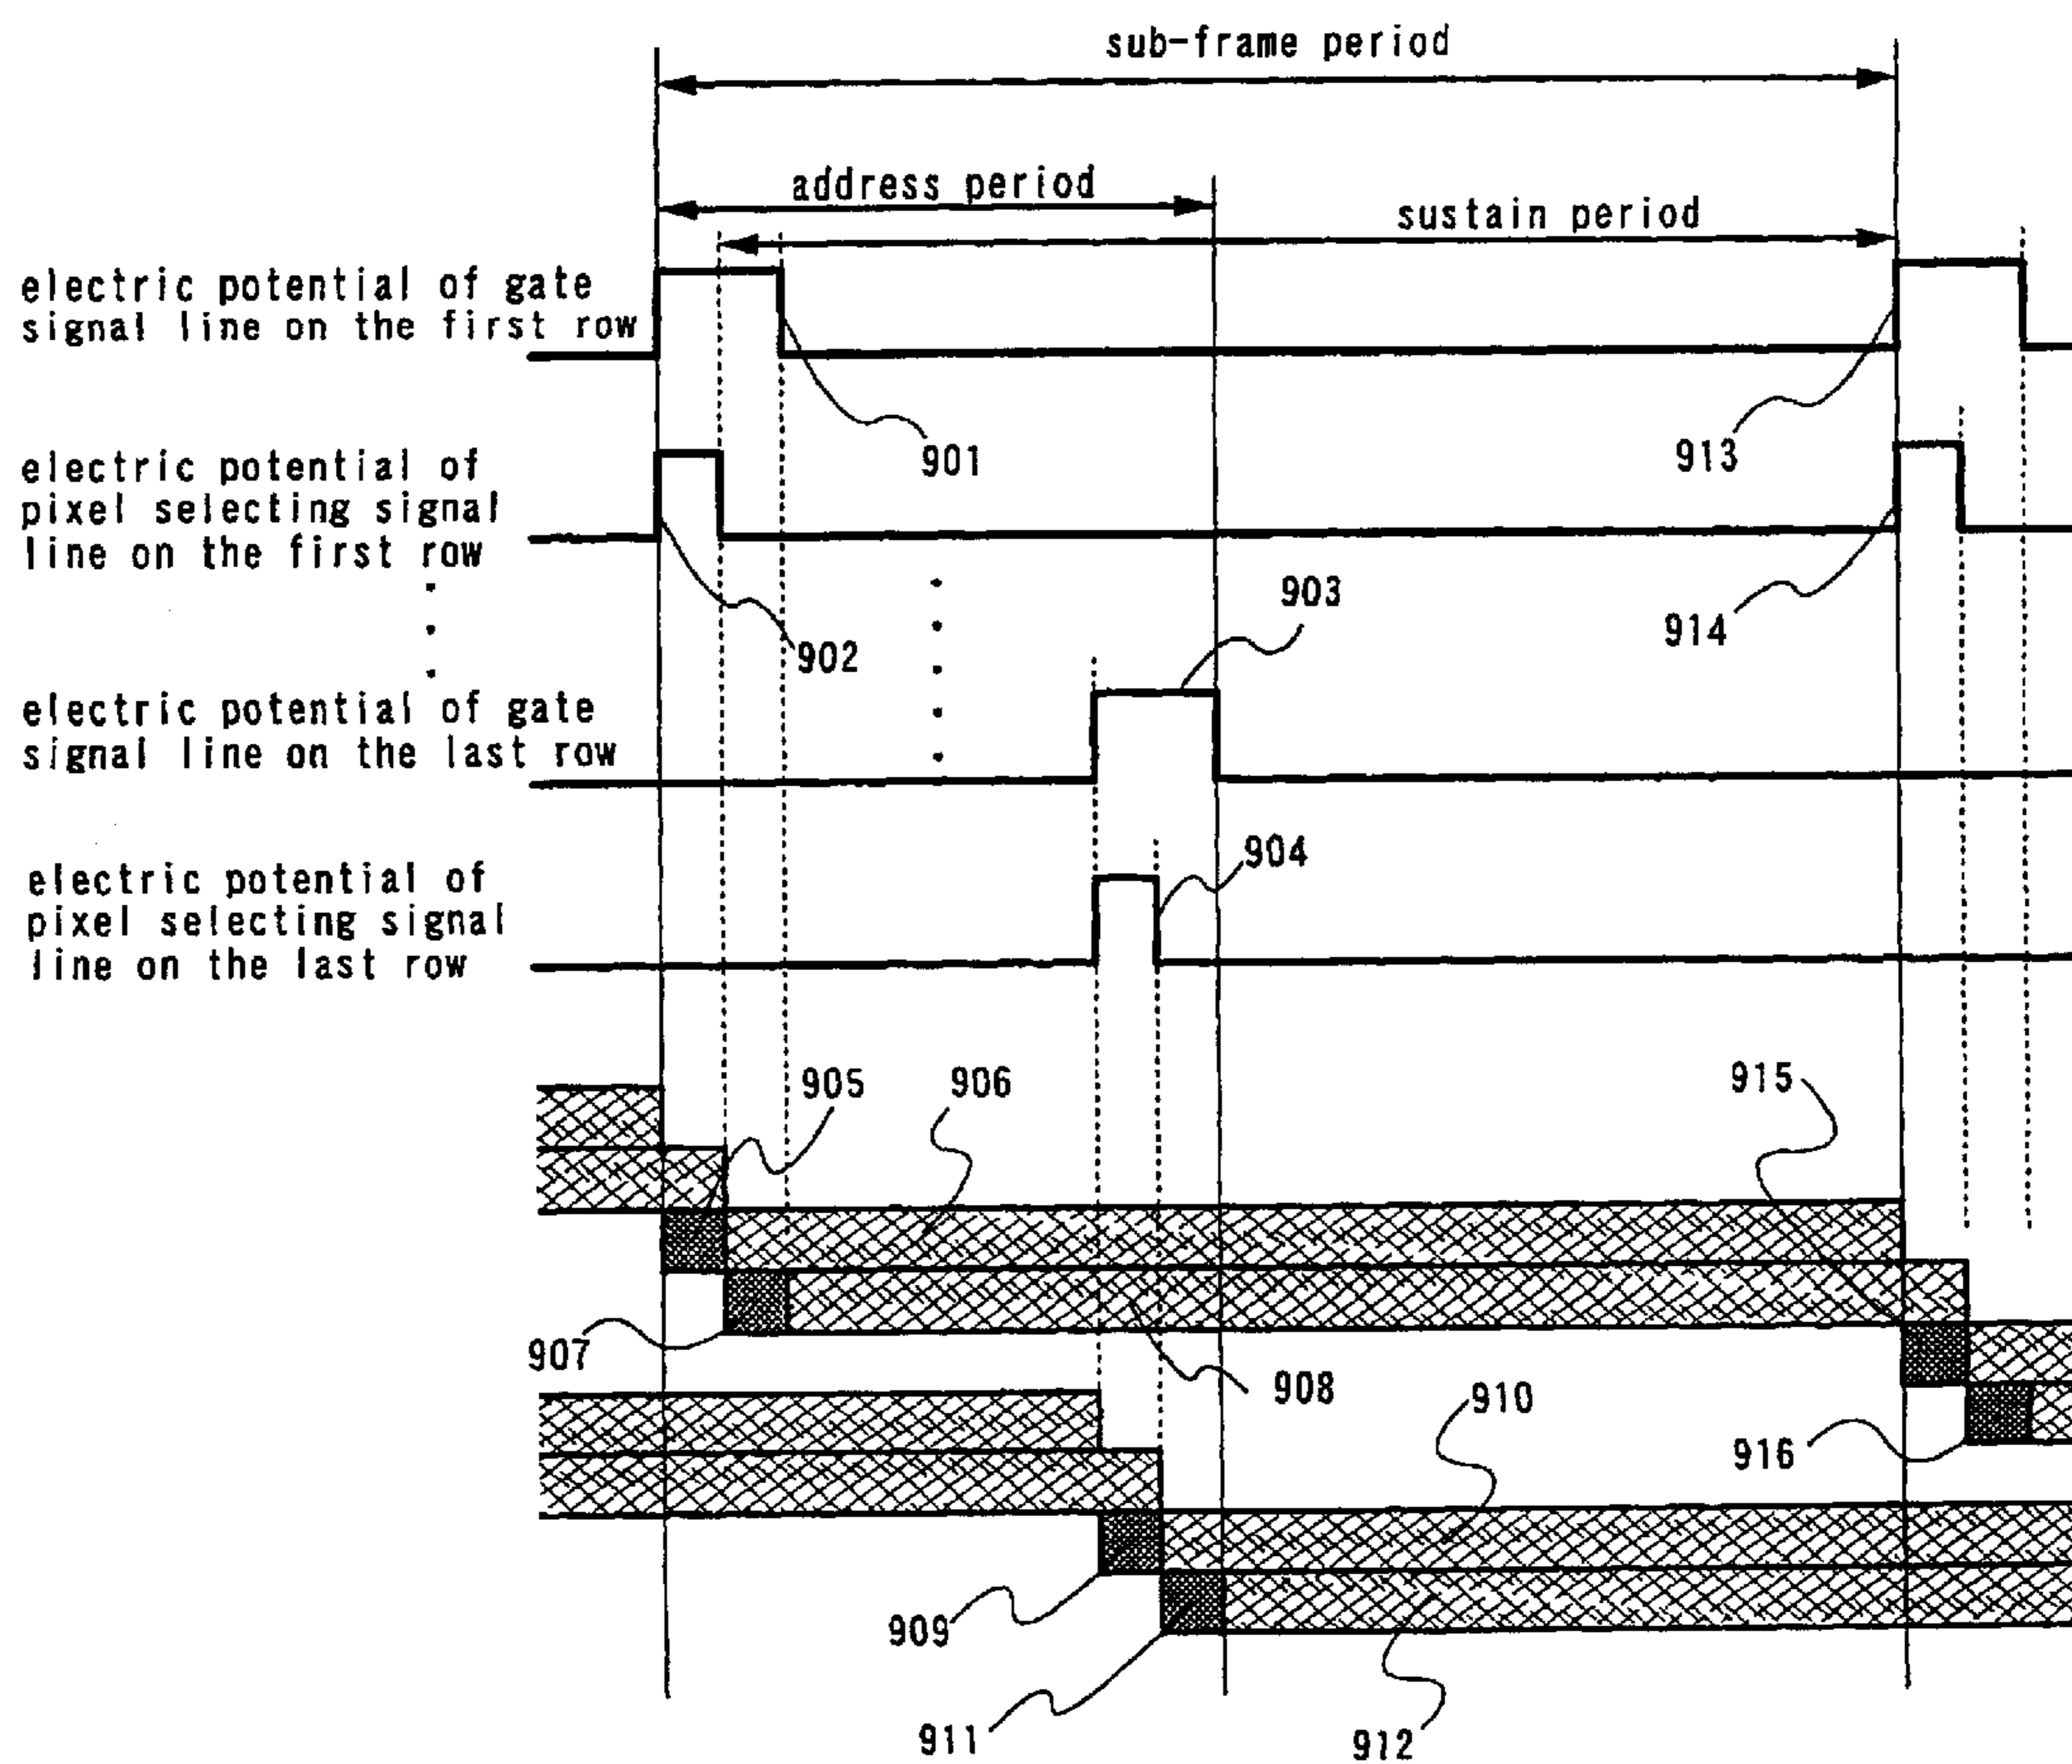 sub-frame period
address period
sustain period
electric potential of gate
signal line on the first row
901
913
electric potential of
pixel selecting signal
line on the first row
902
903
914
electric potential of gate
signal line on the last row
904
electric potential of
pixel selecting signal
line on the last row
905
906
915
907
908
910
916
909
911
912